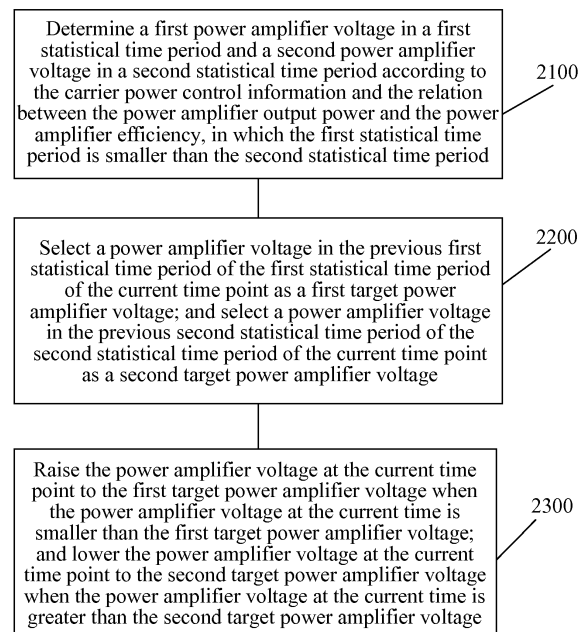 Determine a first power amplifier voltage in a first
statistical time period and a second power amplifier
voltage in a second statistical time period according to
the carrier power control information and the relation
between the power amplifier output power and the power
amplifier efficiency, in which the first statistical time
period is smaller than the second statistical time period
2100
Select a power amplifier voltage in the previous first
statistical time period of the first statistical time period
of the current time point as a first target power
amplifier voltage; and select a power amplifier voltage
in the previous second statistical time period of the
second statistical time period of the current time point
as a second target power amplifier voltage
2200
Raise the power amplifier voltage at the current time
point to the first target power amplifier voltage when
the power amplifier voltage at the current time is
smaller than the first target power amplifier voltage;
and lower the power amplifier voltage at the current
time point to the second target power amplifier voltage
when the power amplifier voltage at the current time is
greater than the second target power amplifier voltage
2300